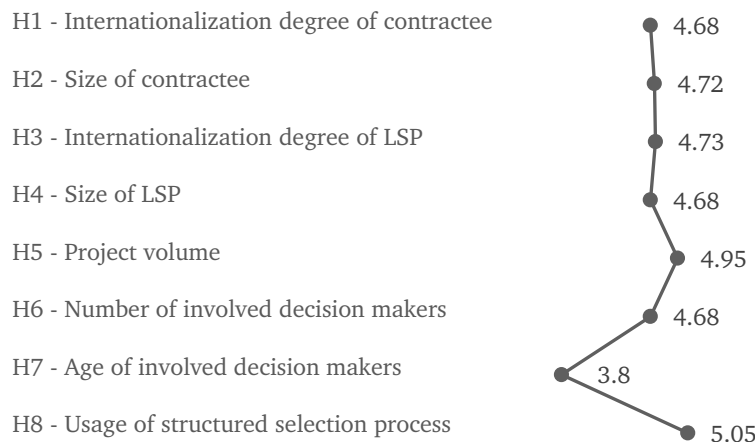 H1 - Internationalization degree of contractee 4.68
H2 - Size of contractee 4.72
H3 - Internationalization degree of LSP 4.73
H4 - Size of LSP 4.68
H5 - Project volume 4.95
H6 - Number of involved decision makers 4.68
H7 - Age of involved decision makers 3.8
H8 - Usage of structured selection process 5.05